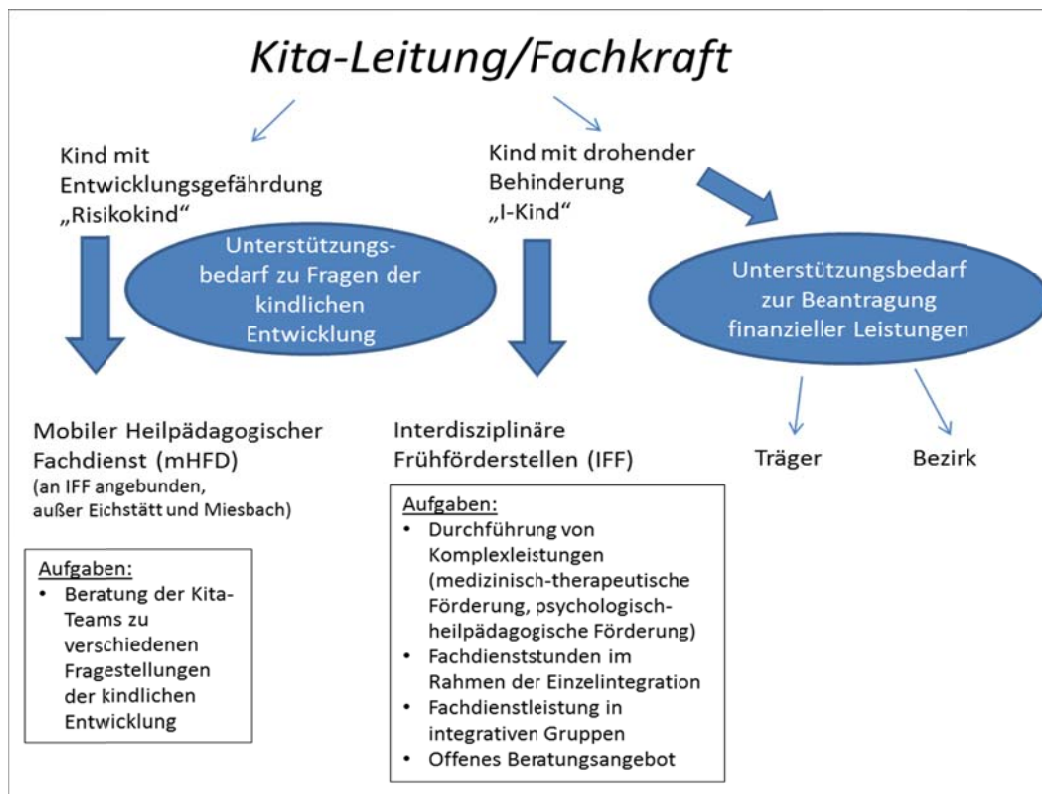 Kita-Leitung/Fachkraft
Kind mit
Entwicklungsgefährdung
„Risikokind“
Kind mit drohender
Behinderung
„I-Kind“
Unterstützungs-
bedarf zu Fragen der
kindlichen
Entwicklung
Unterstützungsbedarf
zur Beantragung
finanzieller Leistungen
Mobiler Heilpädagogischer
Fachdienst (mHFD)
(an IFF angebunden,
außer Eichstätt und Miesbach)
Aufgaben:
• Beratung der Kita-
Teams zu
verschiedenen
Fragestellungen
der kindlichen
Entwicklung
Interdisziplinäre
Frühförderstellen (IFF)
Aufgaben:
• Durchführung von
Komplexleistungen
(medizinisch-therapeutische
Förderung, psychologisch-
heilpädagogische Förderung)
• Fachdienststunden im
Rahmen der Einzelintegration
• Fachdienstleistung in
integrativen Gruppen
• Offenes Beratungsangebot
Träger
Bezirk